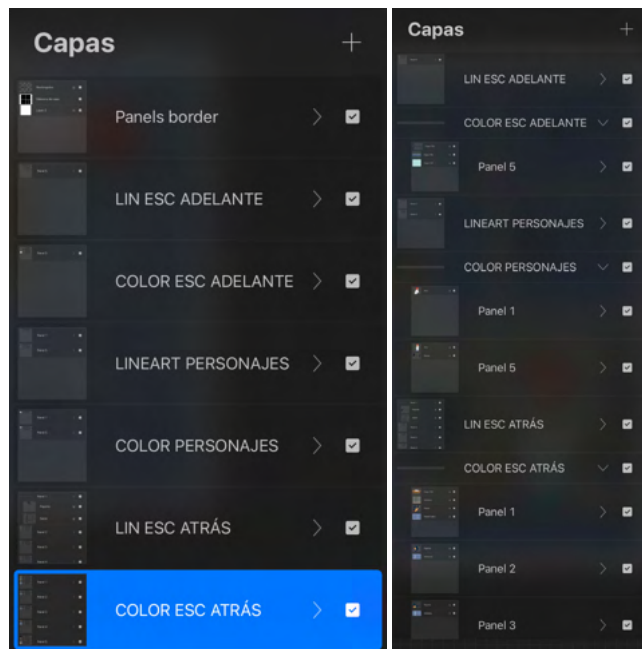 Capas
Panels border
LIN ESC ADELANTE
COLOR ESC ADELANTE
LINEART PERSONAJES
COLOR PERSONAJES
LIN ESC ATRÁS
COLOR ESC ATRÁS
Capas
LIN ESC ADELANTE
COLOR ESC ADELANTE
Panel 5
LINEART PERSONAJES
COLOR PERSONAJES
Panel 1
Panel 5
LIN ESC ATRÁS
COLOR ESC ATRÁS
Panel 1
Panel 2
Panel 3